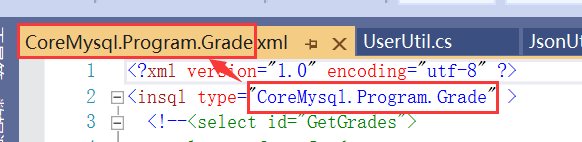 CoreMysql.Program.Grade.xml UserUtil.cs JsonUt
1 <?xml version="1.0" encoding="utf-8" ?>
2 <insql type="CoreMysql.Program.Grade" >
3 <!--<select id="GetGrades">